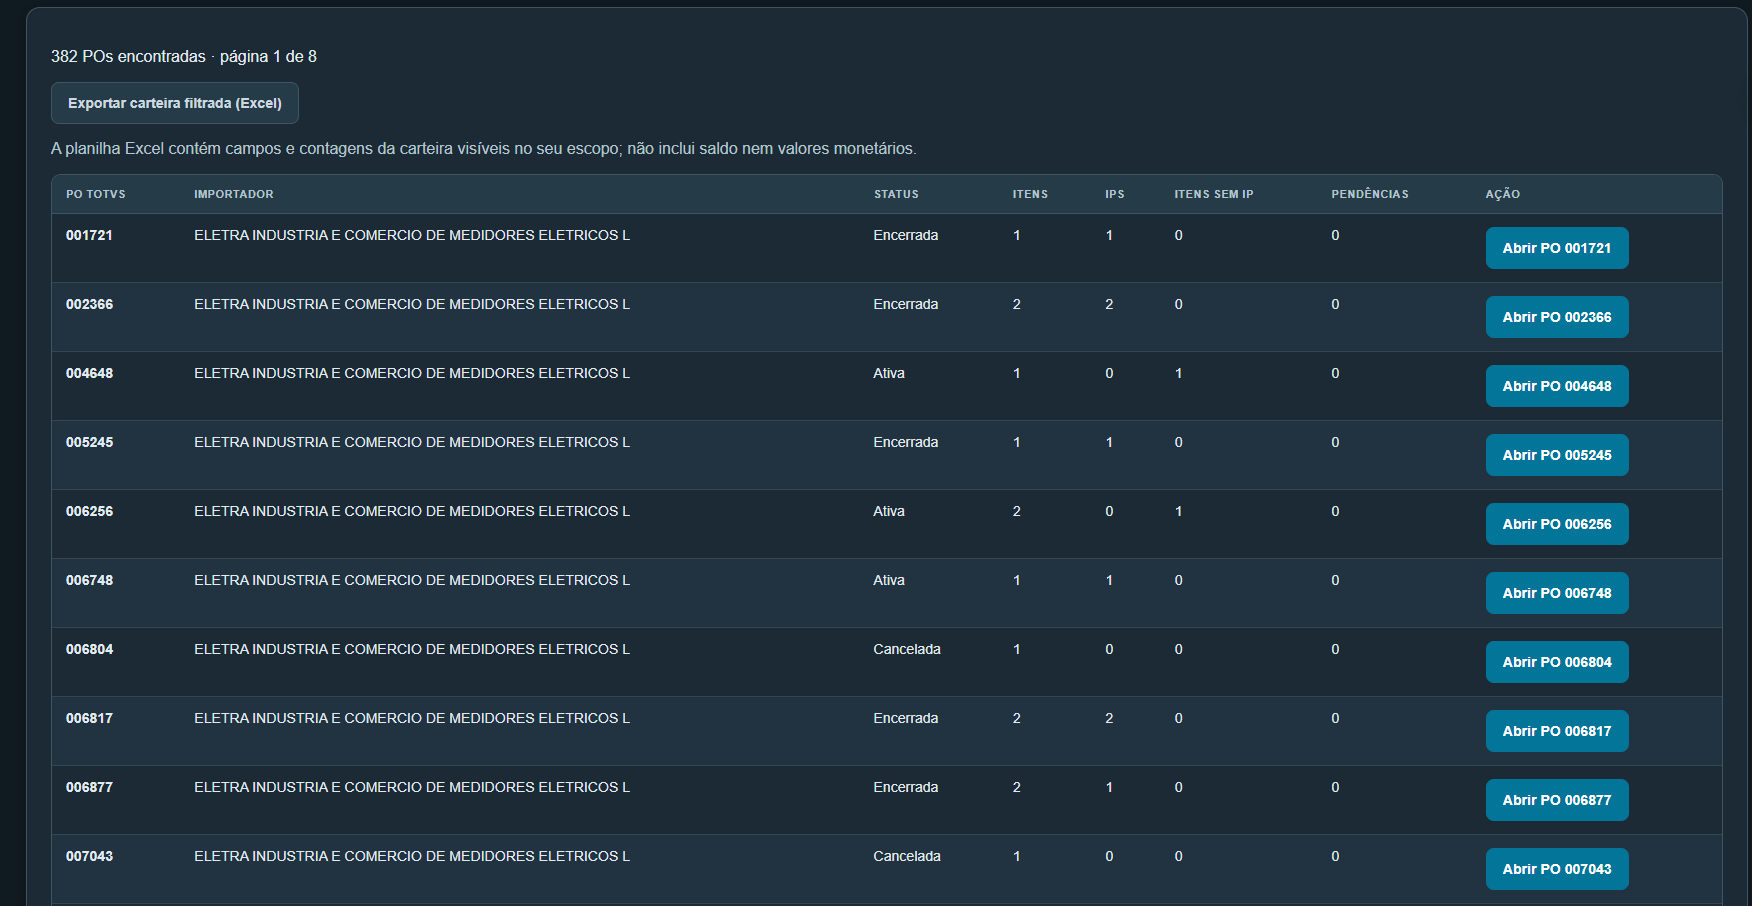 382 POs encontradas · página 1 de 8
Exportar carteira filtrada (Excel)
A planilha Excel contém campos e contagens da carteira visíveis no seu escopo; não inclui saldo nem valores monetários.
PO TOTVS IMPORTADOR STATUS ITENS IPS ITENS SEM IP PENDÊNCIAS AÇÃO
001721 ELETRA INDUSTRIA E COMERCIO DE MEDIDORES ELETRICOS L Encerrada 1 1 0 0 Abrir PO 001721
002366 ELETRA INDUSTRIA E COMERCIO DE MEDIDORES ELETRICOS L Encerrada 2 2 0 0 Abrir PO 002366
004648 ELETRA INDUSTRIA E COMERCIO DE MEDIDORES ELETRICOS L Ativa 1 0 1 0 Abrir PO 004648
005245 ELETRA INDUSTRIA E COMERCIO DE MEDIDORES ELETRICOS L Encerrada 1 1 0 0 Abrir PO 005245
006256 ELETRA INDUSTRIA E COMERCIO DE MEDIDORES ELETRICOS L Ativa 2 0 1 0 Abrir PO 006256
006748 ELETRA INDUSTRIA E COMERCIO DE MEDIDORES ELETRICOS L Ativa 1 1 0 0 Abrir PO 006748
006804 ELETRA INDUSTRIA E COMERCIO DE MEDIDORES ELETRICOS L Cancelada 1 0 0 0 Abrir PO 006804
006817 ELETRA INDUSTRIA E COMERCIO DE MEDIDORES ELETRICOS L Encerrada 2 2 0 0 Abrir PO 006817
006877 ELETRA INDUSTRIA E COMERCIO DE MEDIDORES ELETRICOS L Encerrada 2 1 0 0 Abrir PO 006877
007043 ELETRA INDUSTRIA E COMERCIO DE MEDIDORES ELETRICOS L Cancelada 1 0 0 0 Abrir PO 007043